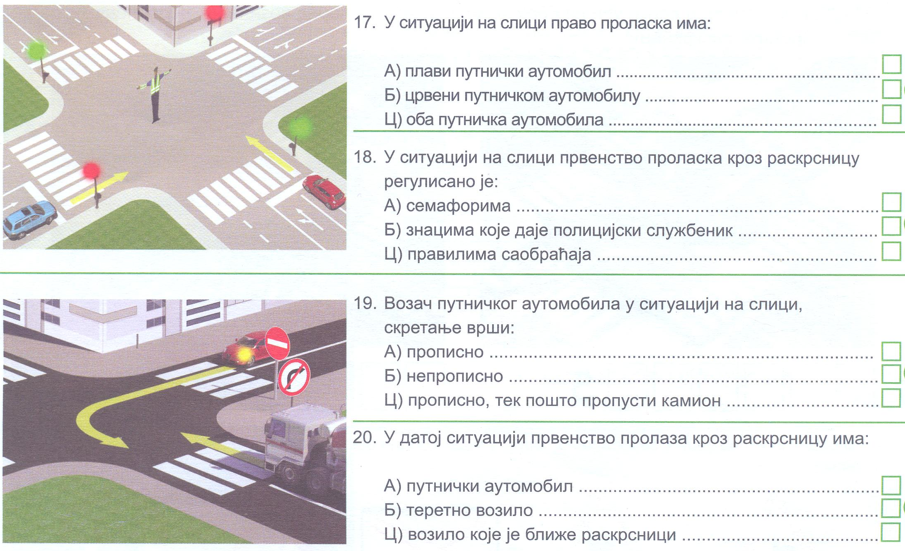 17. У ситуацији на слици право проласка има:
А) плави путнички аутомобил
Б) црвени путничком аутомобилу
Ц) оба путничка аутомобила
18. У ситуацији на слици првенство проласка кроз раскрсницу
регулисано је:
А) семафорима
Б) знацима које даје полицијски службеник
Ц) правилима саобраћаја
19. Возач путничког аутомобила у ситуацији на слици,
скретање врши:
А) прописно
Б) непрописно
Ц) прописно, тек пошто пропусти камион
20. У датој ситуацији првенство пролаза кроз раскрсницу има:
А) путнички аутомобил
Б) теретно возило
Ц) возило које је ближе раскрсници